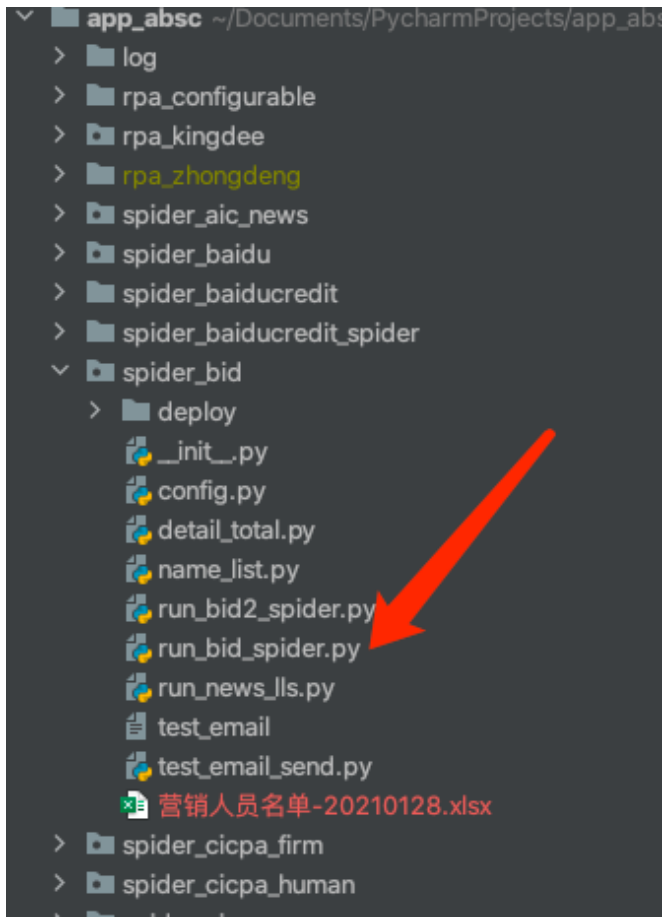 app_absc ~/Documents/PycharmProjects/app_abs
log
rpa_configurable
rpa_kingdee
rpa_zhongdeng
spider_aic_news
spider_baidu
spider_baiducredit
spider_baiducredit_spider
spider_bid
deploy
__init__.py
config.py
detail_total.py
name_list.py
run_bid2_spider.py
run_bid_spider.py
run_news_lls.py
test_email
test_email_send.py
营销人员名单-20210128.xlsx
spider_cicpa_firm
spider_cicpa_human